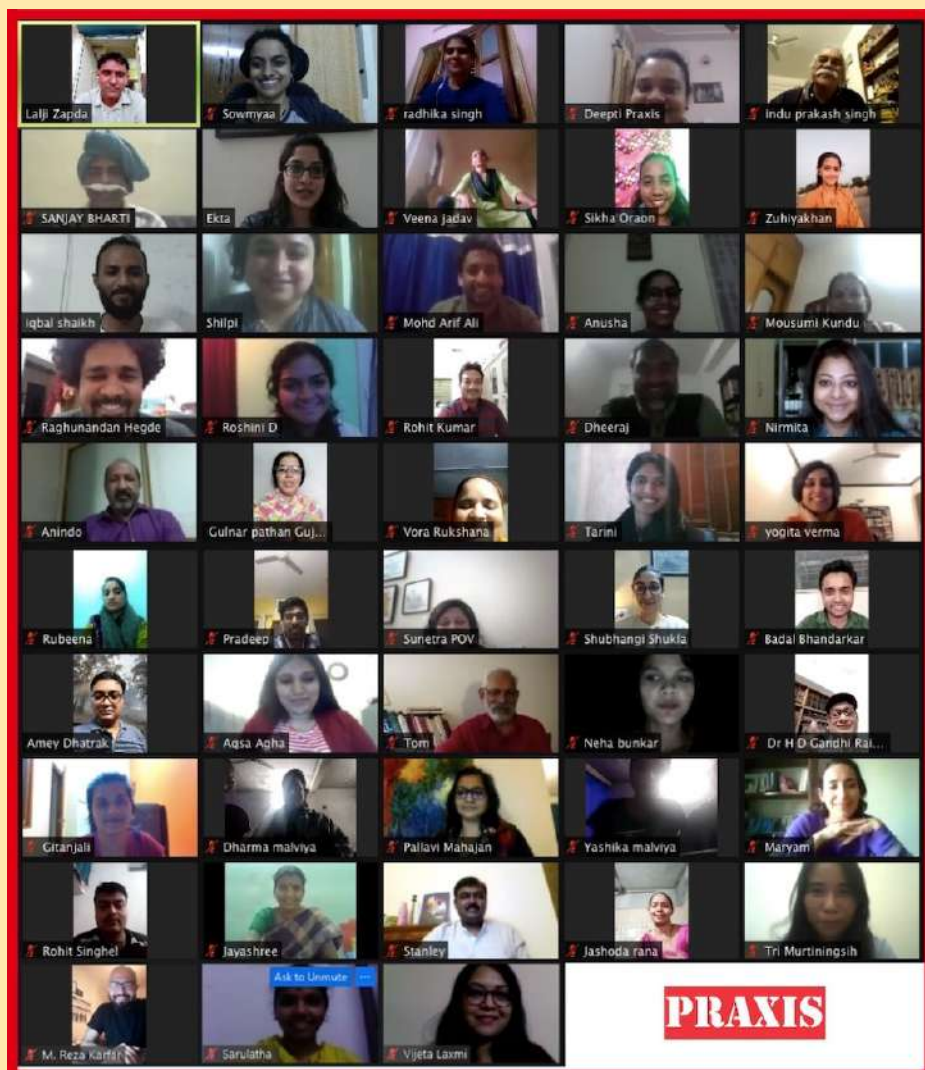 Lalji Zapda
Sowmyaa
radhika singh
Deepti Praxis
Indu prakash singh
SANJAY BHARTI
Ekta
Veena jadav
Sikha Oraon
Zuhiyakhan
iqbal shaikh
Shilpi
Mohd Arif Ali
Anusha
Mousumi Kundu
Raghunandan Hegde
Roshini D
Rohit Kumar
Dheeraj
Nirmita
Anindo
Gulnar pathan Guj...
Vora Rukshana
Tarini
yogita verma
Rubeena
Pradeep
Sunetra POV
Shubhangi Shukla
Badal Bhandarkar
Amey Dhatrak
Aqsa Agha
Tom
Neha bunkar
Dr H D Gandhi Rai...
Gitanjali
Dharma malviya
Pallavi Mahajan
Yashika malviya
Maryam
Rohit Singhel
Jayashree
Stanley
Jashoda rana
Tri Murtiningsih
M. Reza Karfar
Ask to Unmute ...
Sarulatha
Vijeta Laxmi
PRAXIS